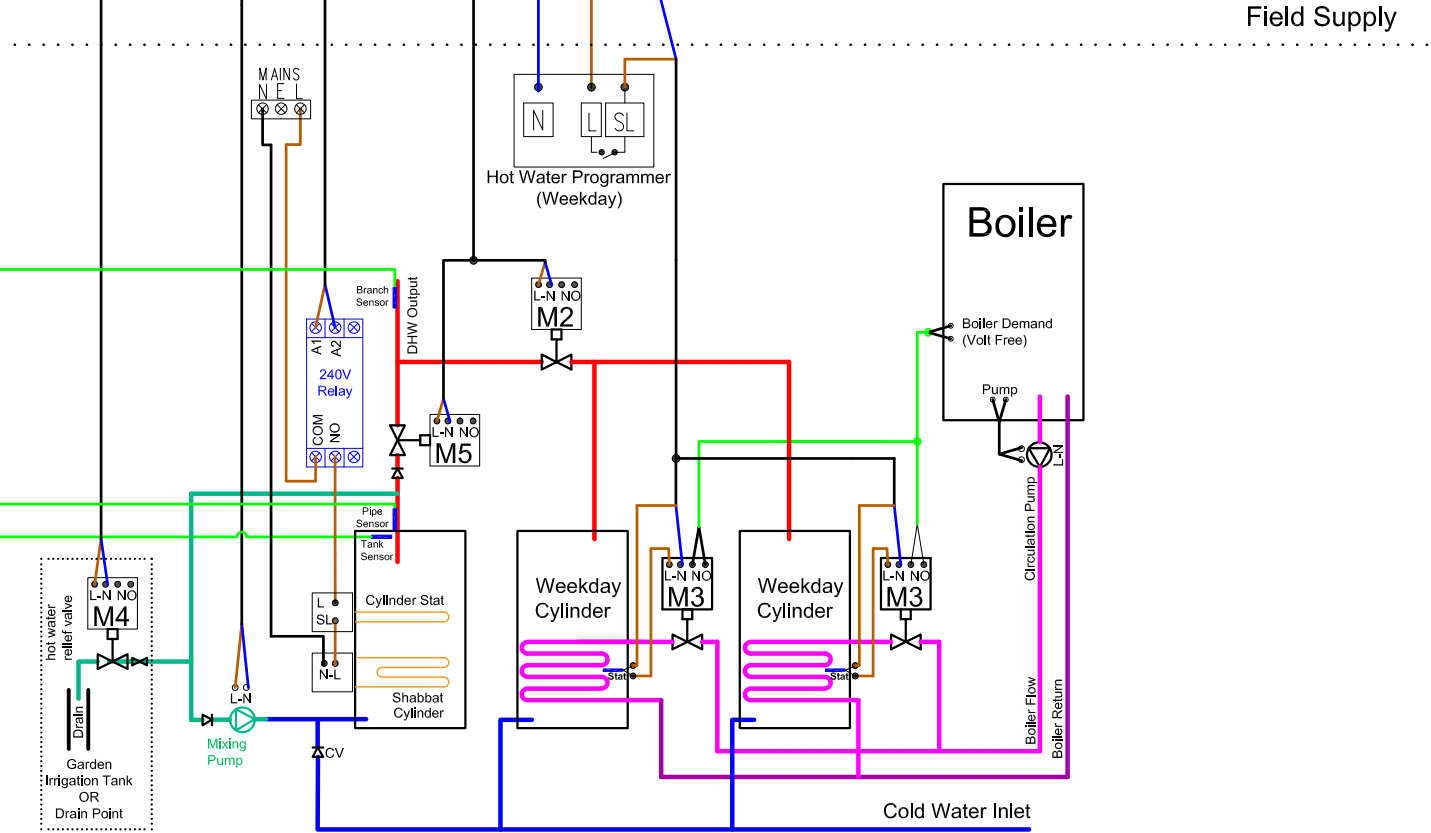 Field Supply
MAINS
N E L
N
L
SL
Hot Water Programmer
(Weekday)
Boiler
Branch
Sensor
DHW Output
L-N NO
M2
Boiler Demand
(Volt Free)
A1
A2
240V
Relay
COM
NO
L-N NO
M5
Pump
L-N
Circulation Pump
Pipe
Sensor
Tank
Sensor
hot water
relief valve
L-N NO
M4
L
SL
Cylinder Stat
N-L
Shabbat
Cylinder
Weekday
Cylinder
L-N NO
M3
Stat
Weekday
Cylinder
L-N NO
M3
Stat
L-N
Mixing
Pump
Drain
Garden
Irrigation Tank
OR
Drain Point
CV
Boiler Flow
Boiler Return
Cold Water Inlet